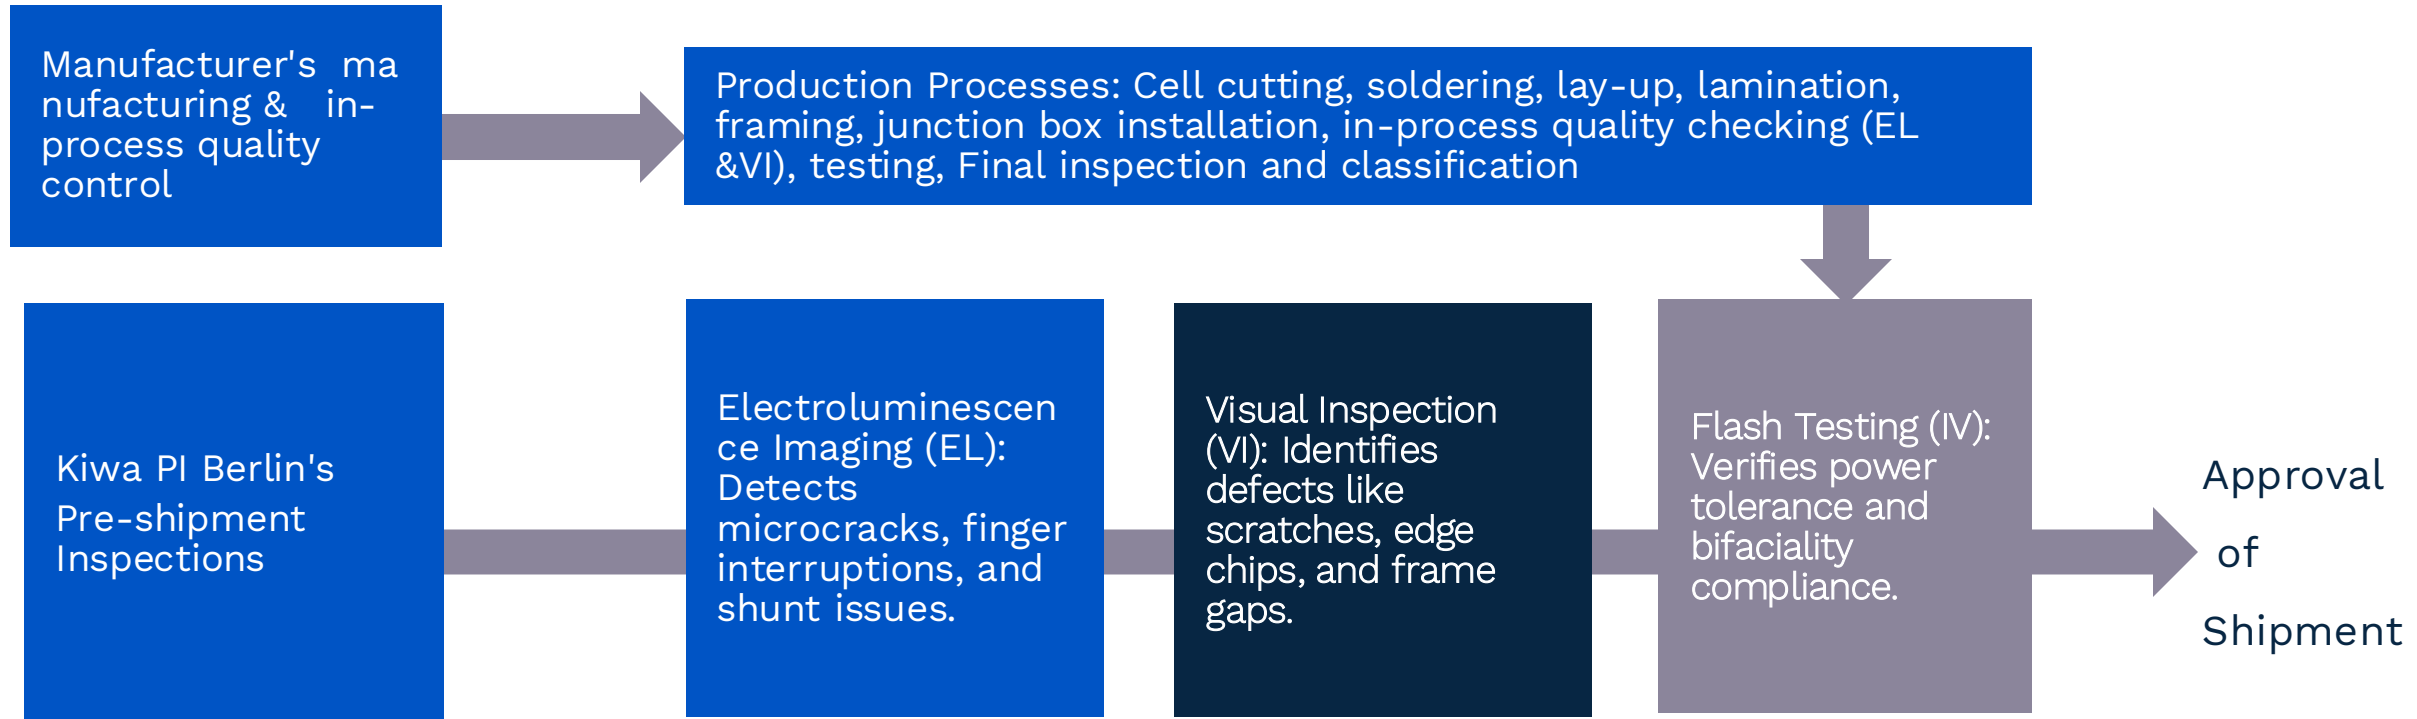 Manufacturer's  ma
nufacturing &   in-
process quality
control
Production Processes: Cell cutting, soldering, lay-up, lamination,
framing, junction box installation, in-process quality checking (EL
&VI), testing, Final inspection and classification
Kiwa PI Berlin's
Pre-shipment
Inspections
Electroluminescen
ce Imaging (EL):
Detects
microcracks, finger
interruptions, and
shunt issues.
Visual Inspection
(VI): Identifies
defects like
scratches, edge
chips, and frame
gaps.
Flash Testing (IV):
Verifies power
tolerance and
bifaciality
compliance.
Approval
of
Shipment